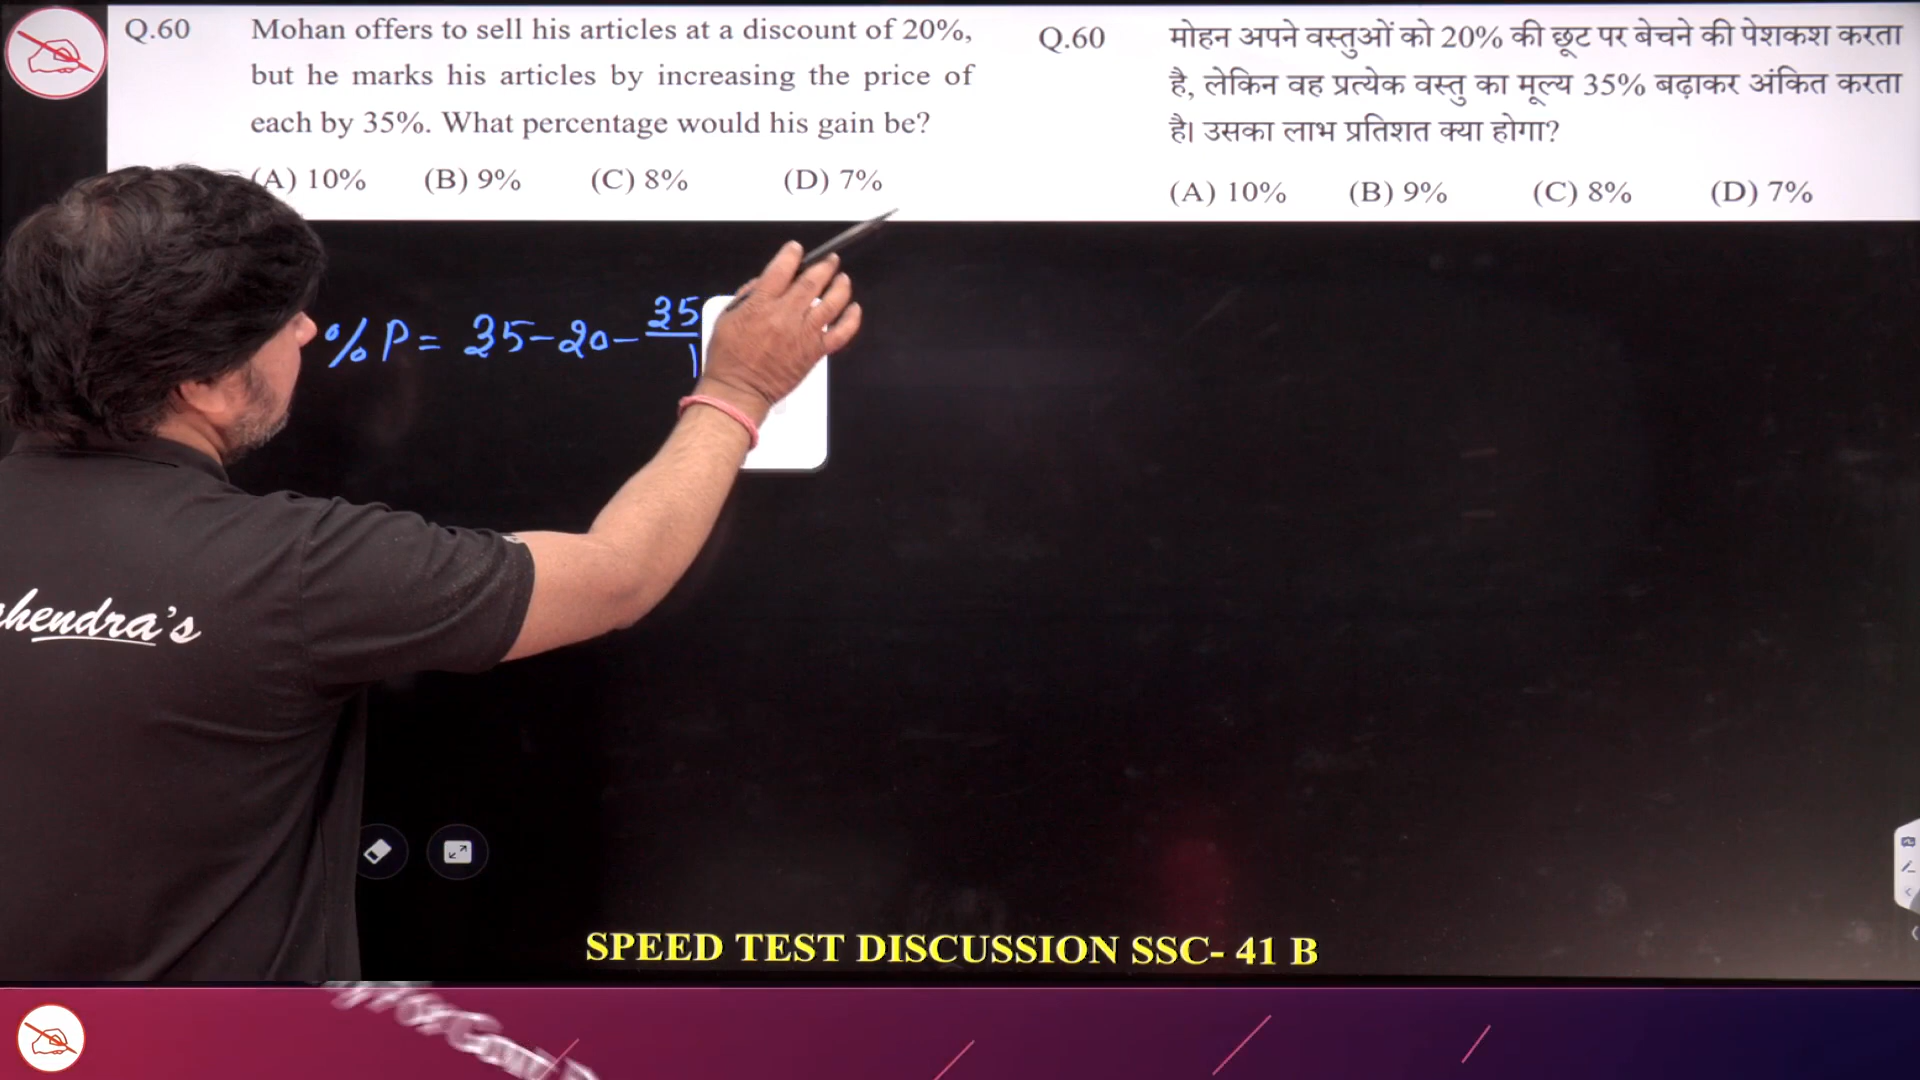 Q.60
Mohan offers to sell his articles at a discount of 20%,
but he marks his articles by increasing the price of
each by 35%. What percentage would his gain be?
(A) 10% (B) 9% (C) 8% (D) 7%
Q.60
मोहन अपने वस्तुओं को 20% की छूट पर बेचने की पेशकश करता
है, लेकिन वह प्रत्येक वस्तु का मूल्य 35% बढ़ाकर अंकित करता
है। उसका लाभ प्रतिशत क्या होगा?
(A) 10% (B) 9% (C) 8% (D) 7%
% P = 35-20-35
1
hendra's
SPEED TEST DISCUSSION SSC- 41 B